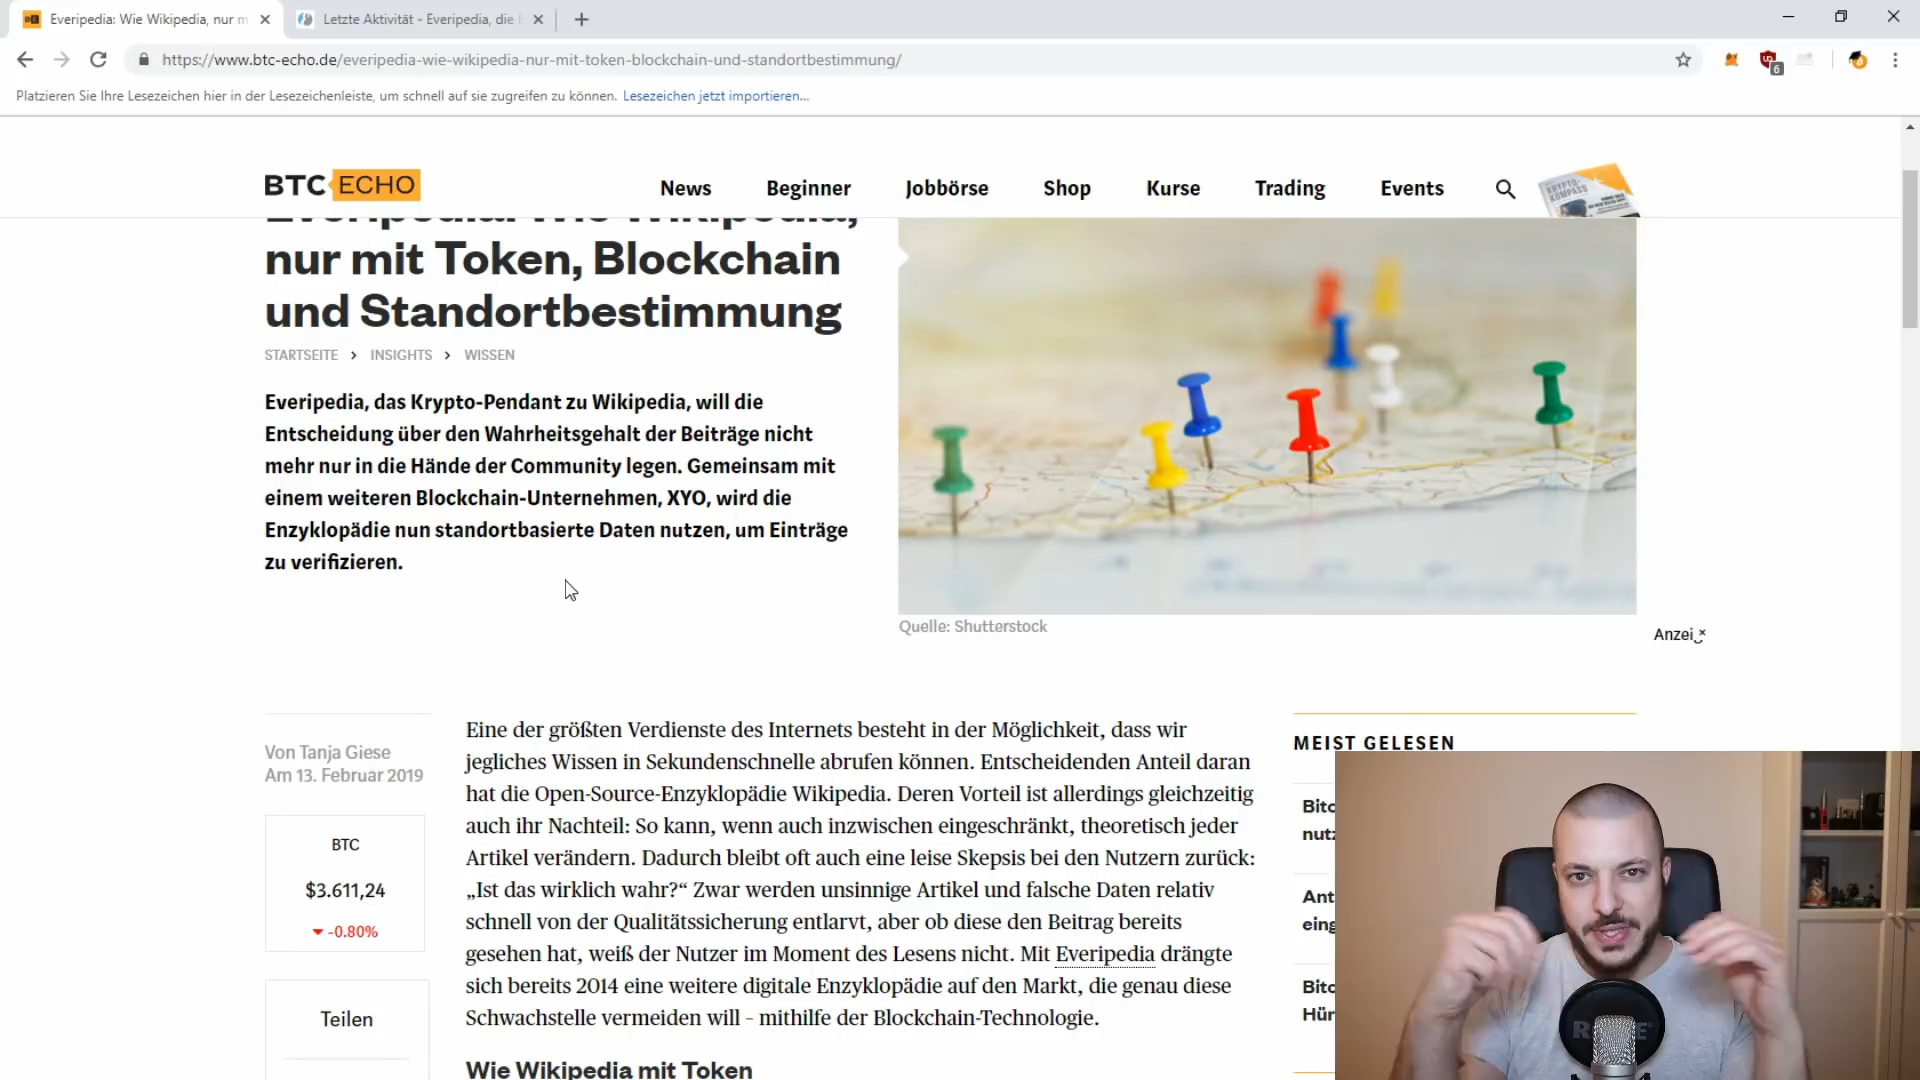 Everipedia: Wie Wikipedia, nur m
Letzte Aktivität - Everipedia, die
https://www.btc-echo.de/everipedia-wie-wikipedia-nur-mit-token-blockchain-und-standortbestimmung/
6
Platzieren Sie Ihre Lesezeichen hier in der Lesezeichenleiste, um schnell auf sie zugreifen zu können. Lesezeichen jetzt importieren...
BTC ECHO
News
Beginner
Jobbörse
Shop
Kurse
Trading
Events
KRYPTO-
KOMPASS
Everipedia: Wie Wikipedia,
nur mit Token, Blockchain
und Standortbestimmung
STARTSEITE > INSIGHTS > WISSEN
Everipedia, das Krypto-Pendant zu Wikipedia, will die
Entscheidung über den Wahrheitsgehalt der Beiträge nicht
mehr nur in die Hände der Community legen. Gemeinsam mit
einem weiteren Blockchain-Unternehmen, XYO, wird die
Enzyklopädie nun standortbasierte Daten nutzen, um Einträge
zu verifizieren.
Quelle: Shutterstock
Anzei
Von Tanja Giese
Am 13. Februar 2019
BTC
$3.611,24
-0.80%
Teilen
Eine der größten Verdienste des Internets besteht in der Möglichkeit, dass wir
jegliches Wissen in Sekundenschnelle abrufen können. Entscheidenden Anteil daran
hat die Open-Source-Enzyklopädie Wikipedia. Deren Vorteil ist allerdings gleichzeitig
auch ihr Nachteil: So kann, wenn auch inzwischen eingeschränkt, theoretisch jeder
Artikel verändern. Dadurch bleibt oft auch eine leise Skepsis bei den Nutzern zurück:
„Ist das wirklich wahr?“ Zwar werden unsinnige Artikel und falsche Daten relativ
schnell von der Qualitätssicherung entlarvt, aber ob diese den Beitrag bereits
gesehen hat, weiß der Nutzer im Moment des Lesens nicht. Mit Everipedia drängte
sich bereits 2014 eine weitere digitale Enzyklopädie auf den Markt, die genau diese
Schwachstelle vermeiden will – mithilfe der Blockchain-Technologie.
Wie Wikipedia mit Token
MEIST GELESEN
Bitc
nutz
Ant
eing
Bitc
Hür